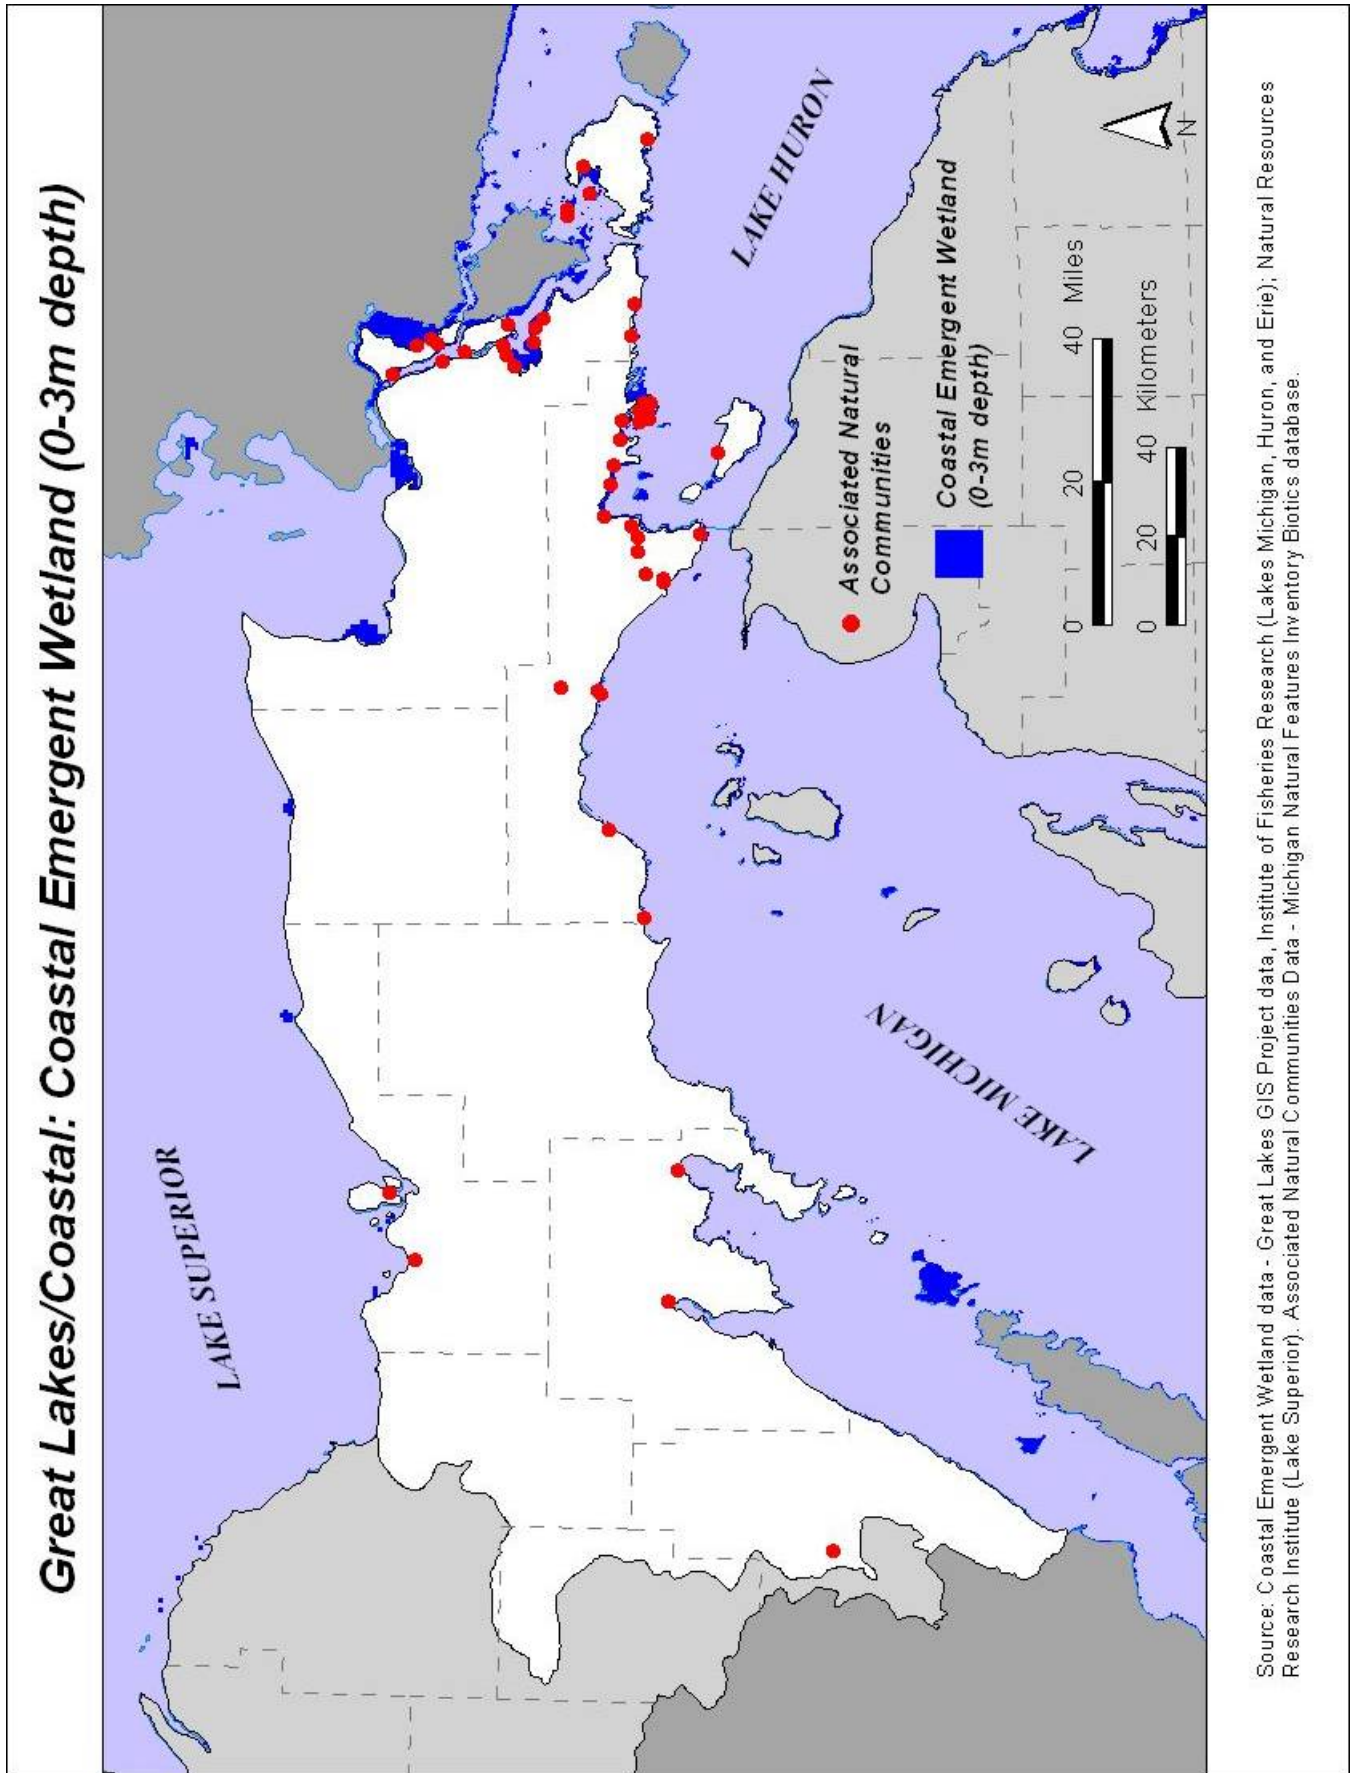 Great Lakes/Coastal: Coastal Emergent Wetland (0-3m depth)
LAKE SUPERIOR
LAKE HURON
LAKE MICHIGAN
Associated Natural
Communities
Coastal Emergent Wetland
(0-3m depth)
0 20 40 Miles
0 20 40 Kilometers
N
Source: Coastal Emergent Wetland data - Great Lakes GIS Project data, Institute of Fisheries Research (Lakes Michigan, Huron, and Erie); Natural Resources
Research Institute (Lake Superior). Associated Natural Communities Data - Michigan Natural Features Inventory Biotics database.